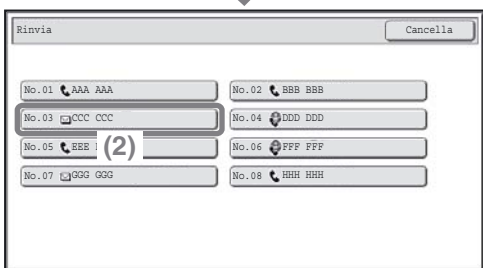 Rinvia Cancella
No.01 AAA AAA No.02 BBB BBB
No.03 CCC CCC No.04 DDD DDD
No.05 EEE No.06 FFF FFF
(2)
No.07 GGG GGG No.08 HHH HHH